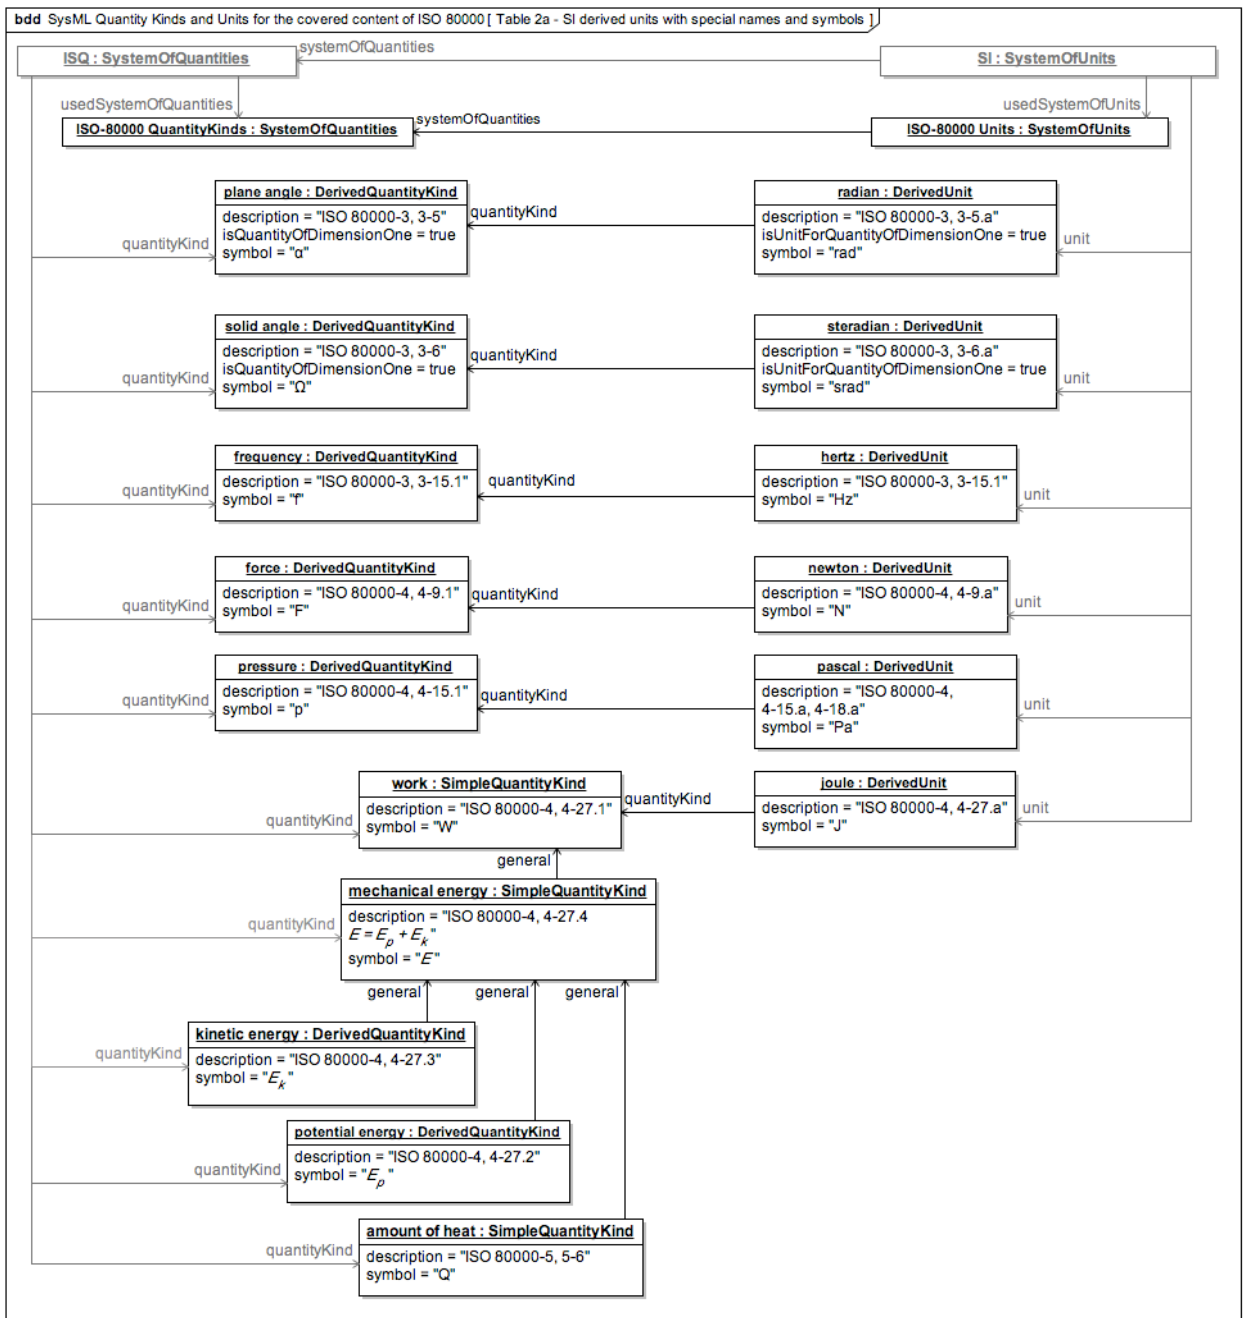 bdd SysML Quantity Kinds and Units for the covered content of ISO 80000 [ Table 2a - SI derived units with special names and symbols ]
ISQ : SystemOfQuantities
systemOfQuantities
SI : SystemOfUnits
usedSystemOfQuantities
usedSystemOfUnits
ISO-80000 QuantityKinds : SystemOfQuantities
systemOfQuantities
ISO-80000 Units : SystemOfUnits
plane angle : DerivedQuantityKind
description = "ISO 80000-3, 3-5"
isQuantityOfDimensionOne = true
symbol = "α"
quantityKind
quantityKind
radian : DerivedUnit
description = "ISO 80000-3, 3-5.a"
isUnitForQuantityOfDimensionOne = true
symbol = "rad"
unit
solid angle : DerivedQuantityKind
description = "ISO 80000-3, 3-6"
isQuantityOfDimensionOne = true
symbol = "Ω"
quantityKind
quantityKind
steradian : DerivedUnit
description = "ISO 80000-3, 3-6.a"
isUnitForQuantityOfDimensionOne = true
symbol = "srad"
unit
frequency : DerivedQuantityKind
description = "ISO 80000-3, 3-15.1"
symbol = "f"
quantityKind
quantityKind
hertz : DerivedUnit
description = "ISO 80000-3, 3-15.1"
symbol = "Hz"
unit
force : DerivedQuantityKind
description = "ISO 80000-4, 4-9.1"
symbol = "F"
quantityKind
quantityKind
newton : DerivedUnit
description = "ISO 80000-4, 4-9.a"
symbol = "N"
unit
pressure : DerivedQuantityKind
description = "ISO 80000-4, 4-15.1"
symbol = "p"
quantityKind
quantityKind
pascal : DerivedUnit
description = "ISO 80000-4,
4-15.a, 4-18.a"
symbol = "Pa"
unit
work : SimpleQuantityKind
description = "ISO 80000-4, 4-27.1"
symbol = "W"
quantityKind
quantityKind
joule : DerivedUnit
description = "ISO 80000-4, 4-27.a"
symbol = "J"
unit
general
mechanical energy : SimpleQuantityKind
description = "ISO 80000-4, 4-27.4
E = E_p + E_k"
symbol = "E"
quantityKind
general
general
general
kinetic energy : DerivedQuantityKind
description = "ISO 80000-4, 4-27.3"
symbol = "E_k"
quantityKind
potential energy : DerivedQuantityKind
description = "ISO 80000-4, 4-27.2"
symbol = "E_p"
quantityKind
amount of heat : SimpleQuantityKind
description = "ISO 80000-5, 5-6"
symbol = "Q"
quantityKind